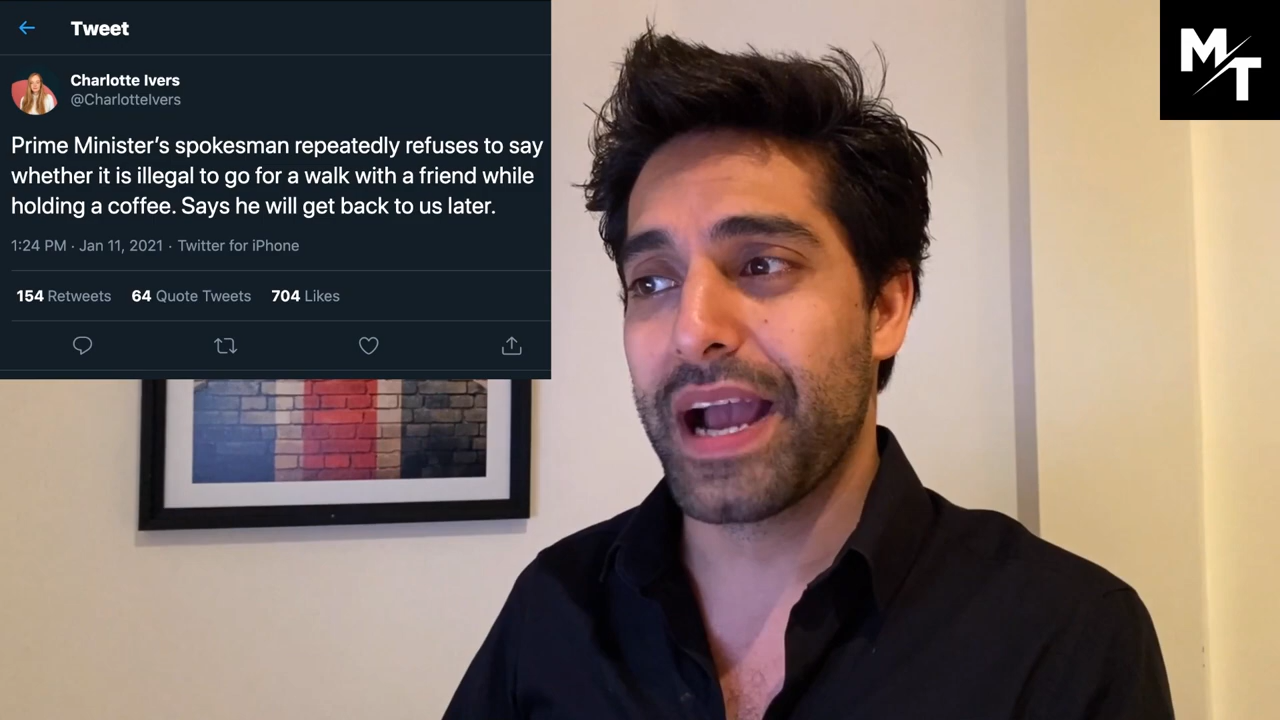 Tweet
Charlotte Ivers
@CharlotteIvers
Prime Minister’s spokesman repeatedly refuses to say
whether it is illegal to go for a walk with a friend while
holding a coffee. Says he will get back to us later.
1:24 PM · Jan 11, 2021 · Twitter for iPhone
154 Retweets 64 Quote Tweets 704 Likes
M/T